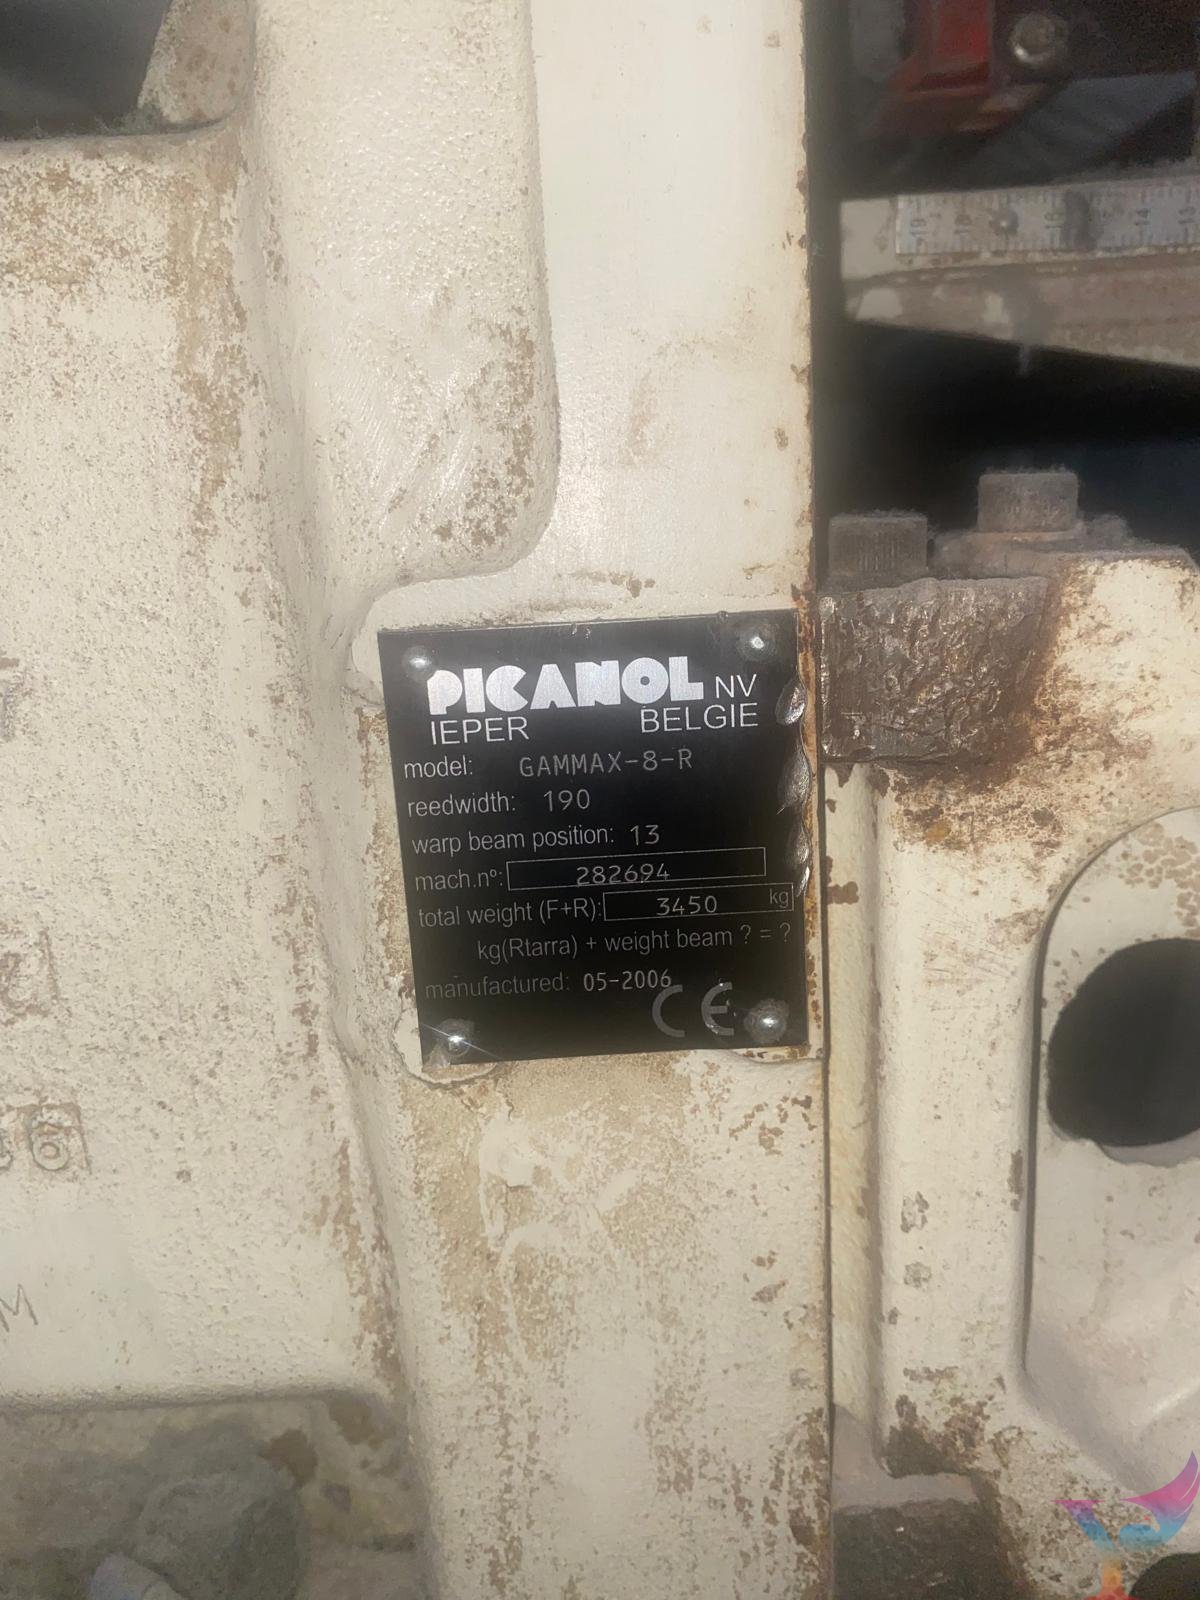 PICANOL NV
IEPER BELGIE
model: GAMMAX-8-R
reedwidth: 190
warp beam position: 13
mach.nº: 282694
total weight (F+R): 3450 kg
kg(Rtarra) + weight beam ? = ?
manufactured: 05-2006
CE